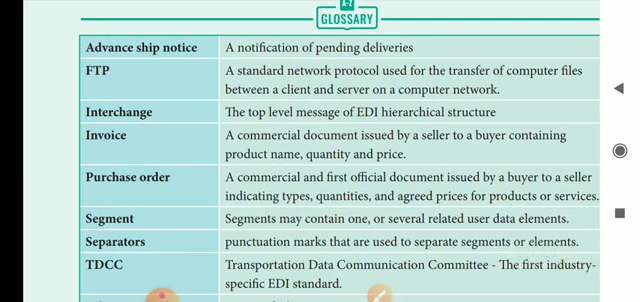 A-Z
GLOSSARY
Advance ship notice A notification of pending deliveries
FTP A standard network protocol used for the transfer of computer files
between a client and server on a computer network.
Interchange The top level message of EDI hierarchical structure
Invoice A commercial document issued by a seller to a buyer containing
product name, quantity and price.
Purchase order A commercial and first official document issued by a buyer to a seller
indicating types, quantities, and agreed prices for products or services.
Segment Segments may contain one, or several related user data elements.
Separators punctuation marks that are used to separate segments or elements.
TDCC Transportation Data Communication Committee - The first industry-
specific EDI standard.